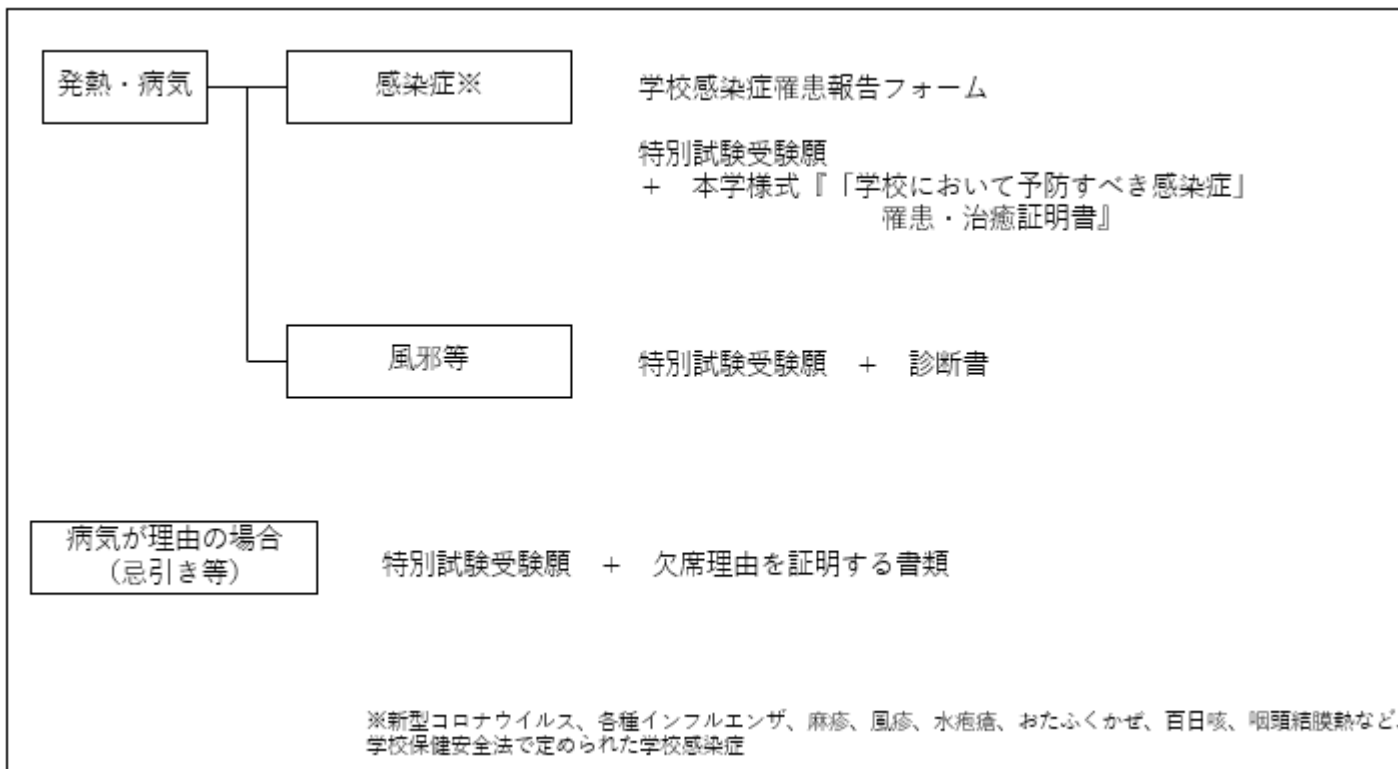 発熱・病気
感染症※
学校感染症罹患報告フォーム
特別試験受験願
＋　本学様式『「学校において予防すべき感染症」
罹患・治癒証明書』
風邪等
特別試験受験願　＋　診断書
病気が理由の場合
（忌引き等）
特別試験受験願　＋　欠席理由を証明する書類
※新型コロナウイルス、各種インフルエンザ、麻疹、風疹、水疱瘡、おたふくかぜ、百日咳、咽頭結膜熱など、
学校保健安全法で定められた学校感染症